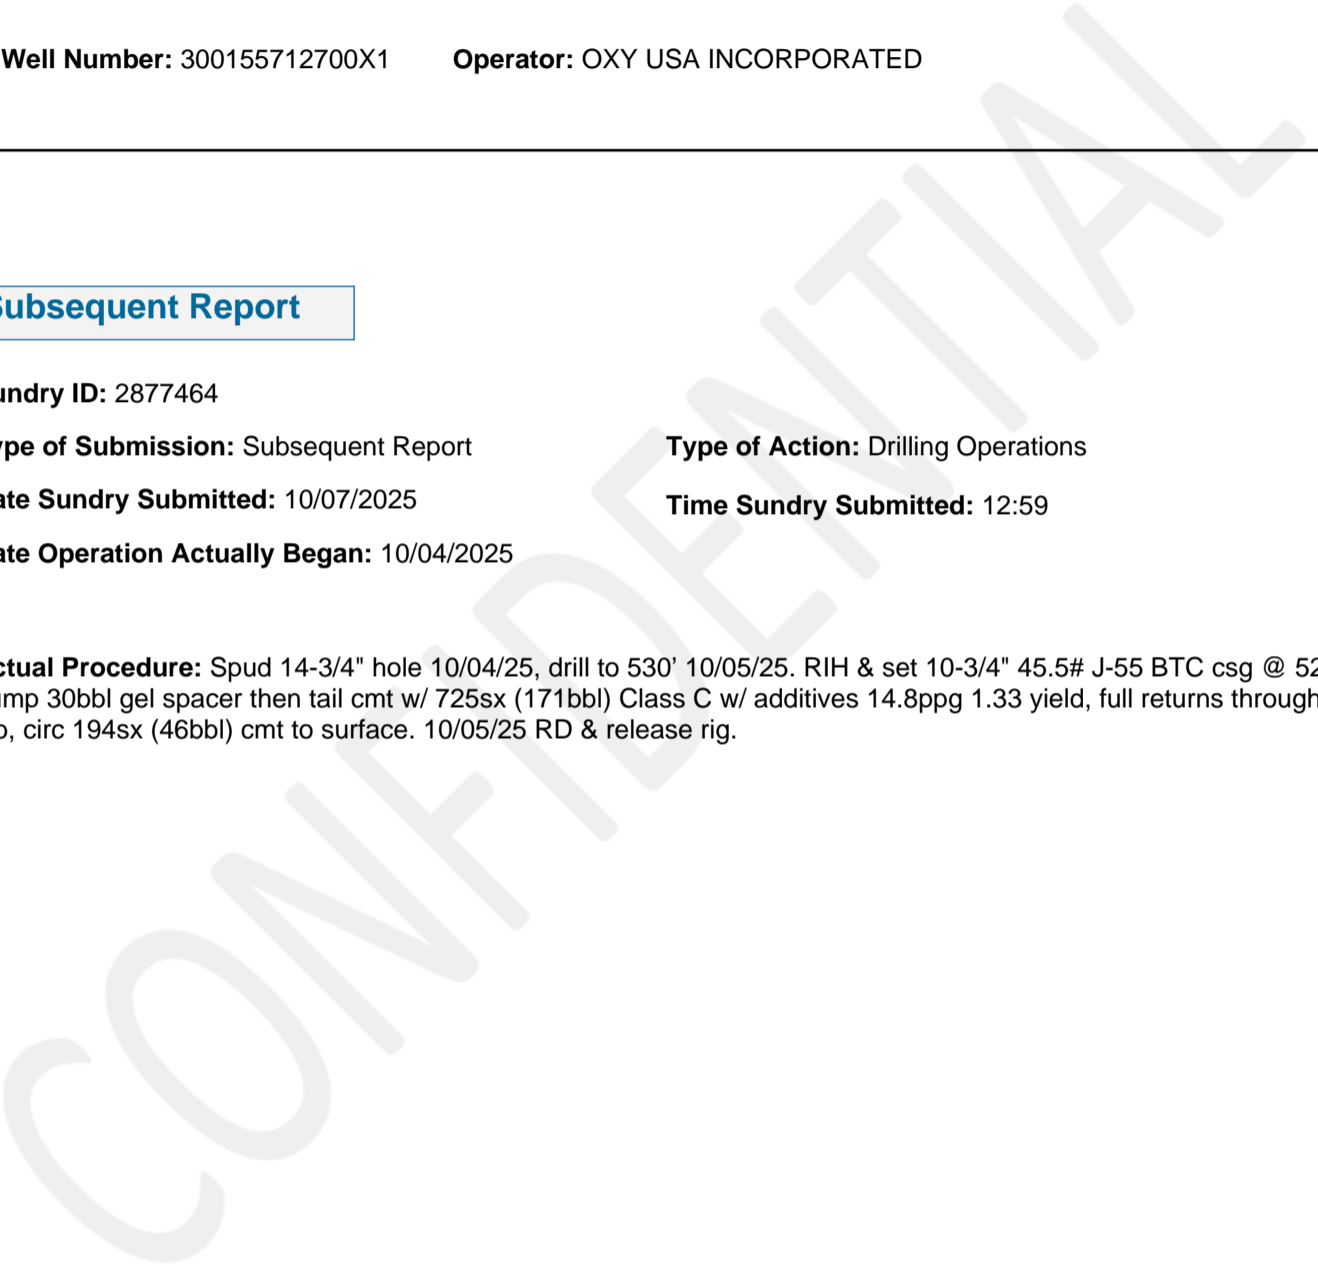 Well Number: 300155712700X1 Operator: OXY USA INCORPORATED
Subsequent Report
Sundry ID: 2877464
ype of Submission: Subsequent Report Type of Action: Drilling Operations
ate Sundry Submitted: 10/07/2025 Time Sundry Submitted: 12:59
ate Operation Actually Began: 10/04/2025
ctual Procedure: Spud 14-3/4" hole 10/04/25, drill to 530’ 10/05/25. RIH & set 10-3/4" 45.5# J-55 BTC csg @ 52
mp 30bbl gel spacer then tail cmt w/ 725sx (171bbl) Class C w/ additives 14.8ppg 1.33 yield, full returns through
, circ 194sx (46bbl) cmt to surface. 10/05/25 RD & release rig.
CONFIDENTIAL